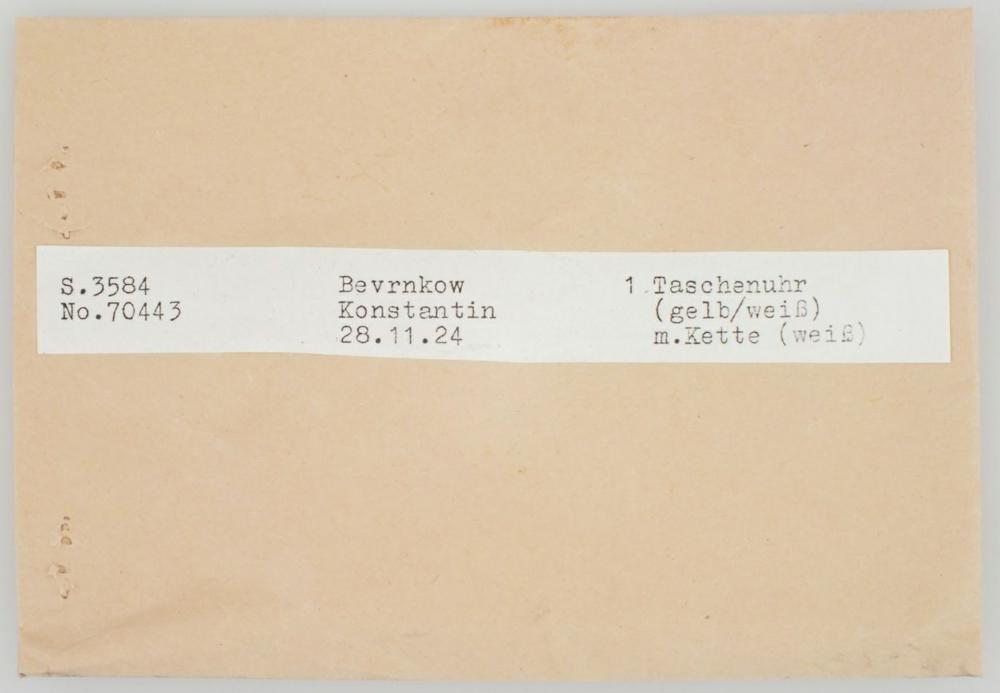 S.3584
No.70443
Bevrnkow
Konstantin
28.11.24
1 Taschenuhr
(gelb/weiß)
m.Kette (weiß)